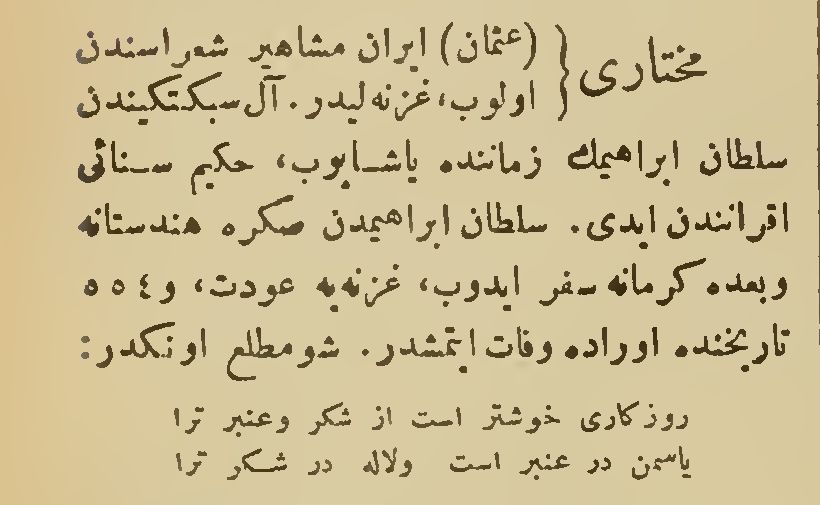 مختاری { (عثمان) ایران مشاهیر شعراسندن
اولوب، غزنه‌لیدر. آل سبکتکیندن
سلطان ابراهیمك زماننده یاشایوب، حکیم سنائی
اقرانندن ایدی. سلطان ابراهیمدن صکره هندستانه
وبعده کرمانه سفر ایدوب، غزنه‌یه عودت، و ٥٥٤
تاریخنده اوراده وفات ایتمشدر. شو مطلع اونکدر:
روزکاری خوشتر است از شکر وعنبر ترا
یاسمن در عنبر است ولاله در شکر ترا